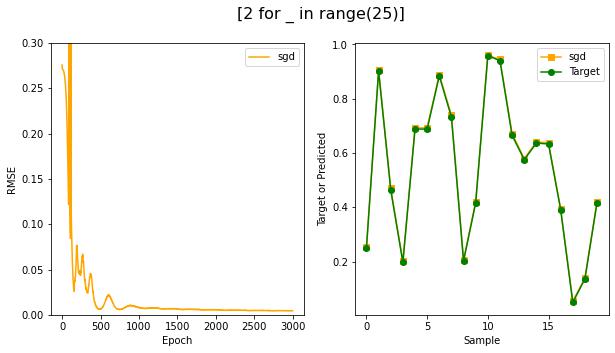 [2 for _ in range(25)]
0.30
0.25
0.20
0.15
0.10
0.05
0.00
RMSE
0 500 1000 1500 2000 2500 3000
Epoch
sgd
1.0
0.8
0.6
0.4
0.2
Target or Predicted
0 5 10 15
Sample
sgd
Target